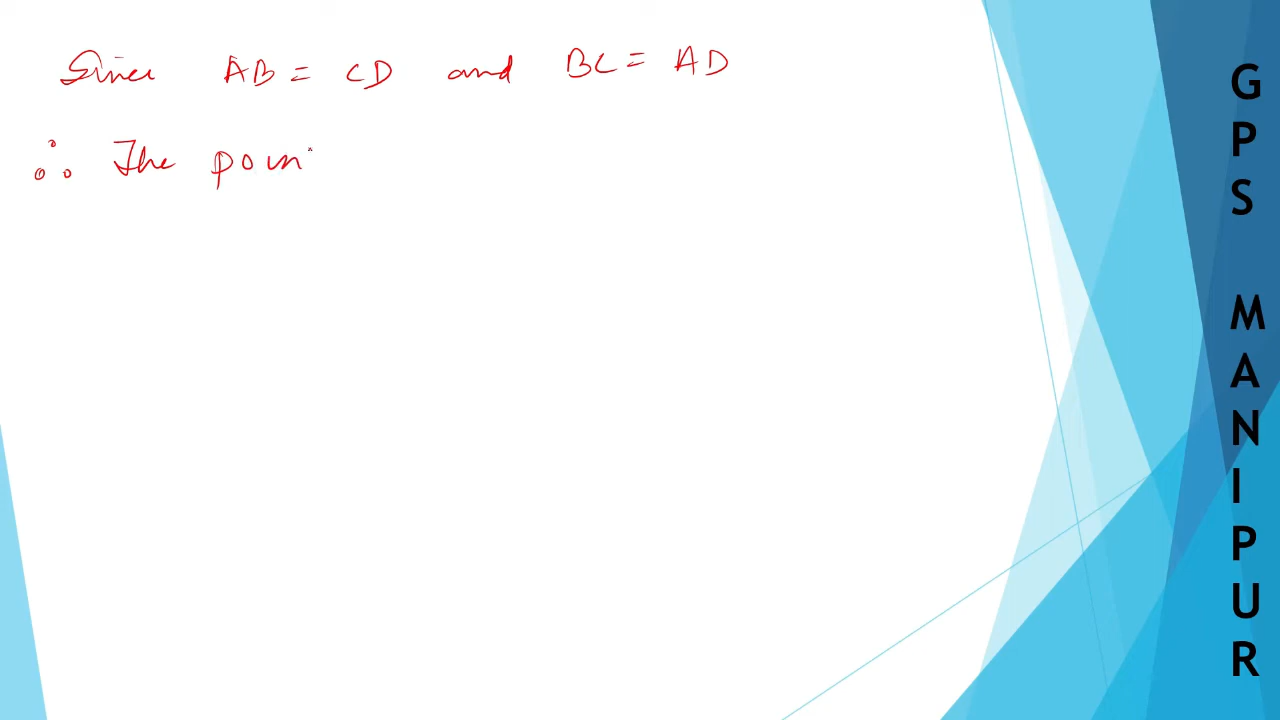 Since AB = CD and BC = AD
∴ The poin
GPS MANIPUR